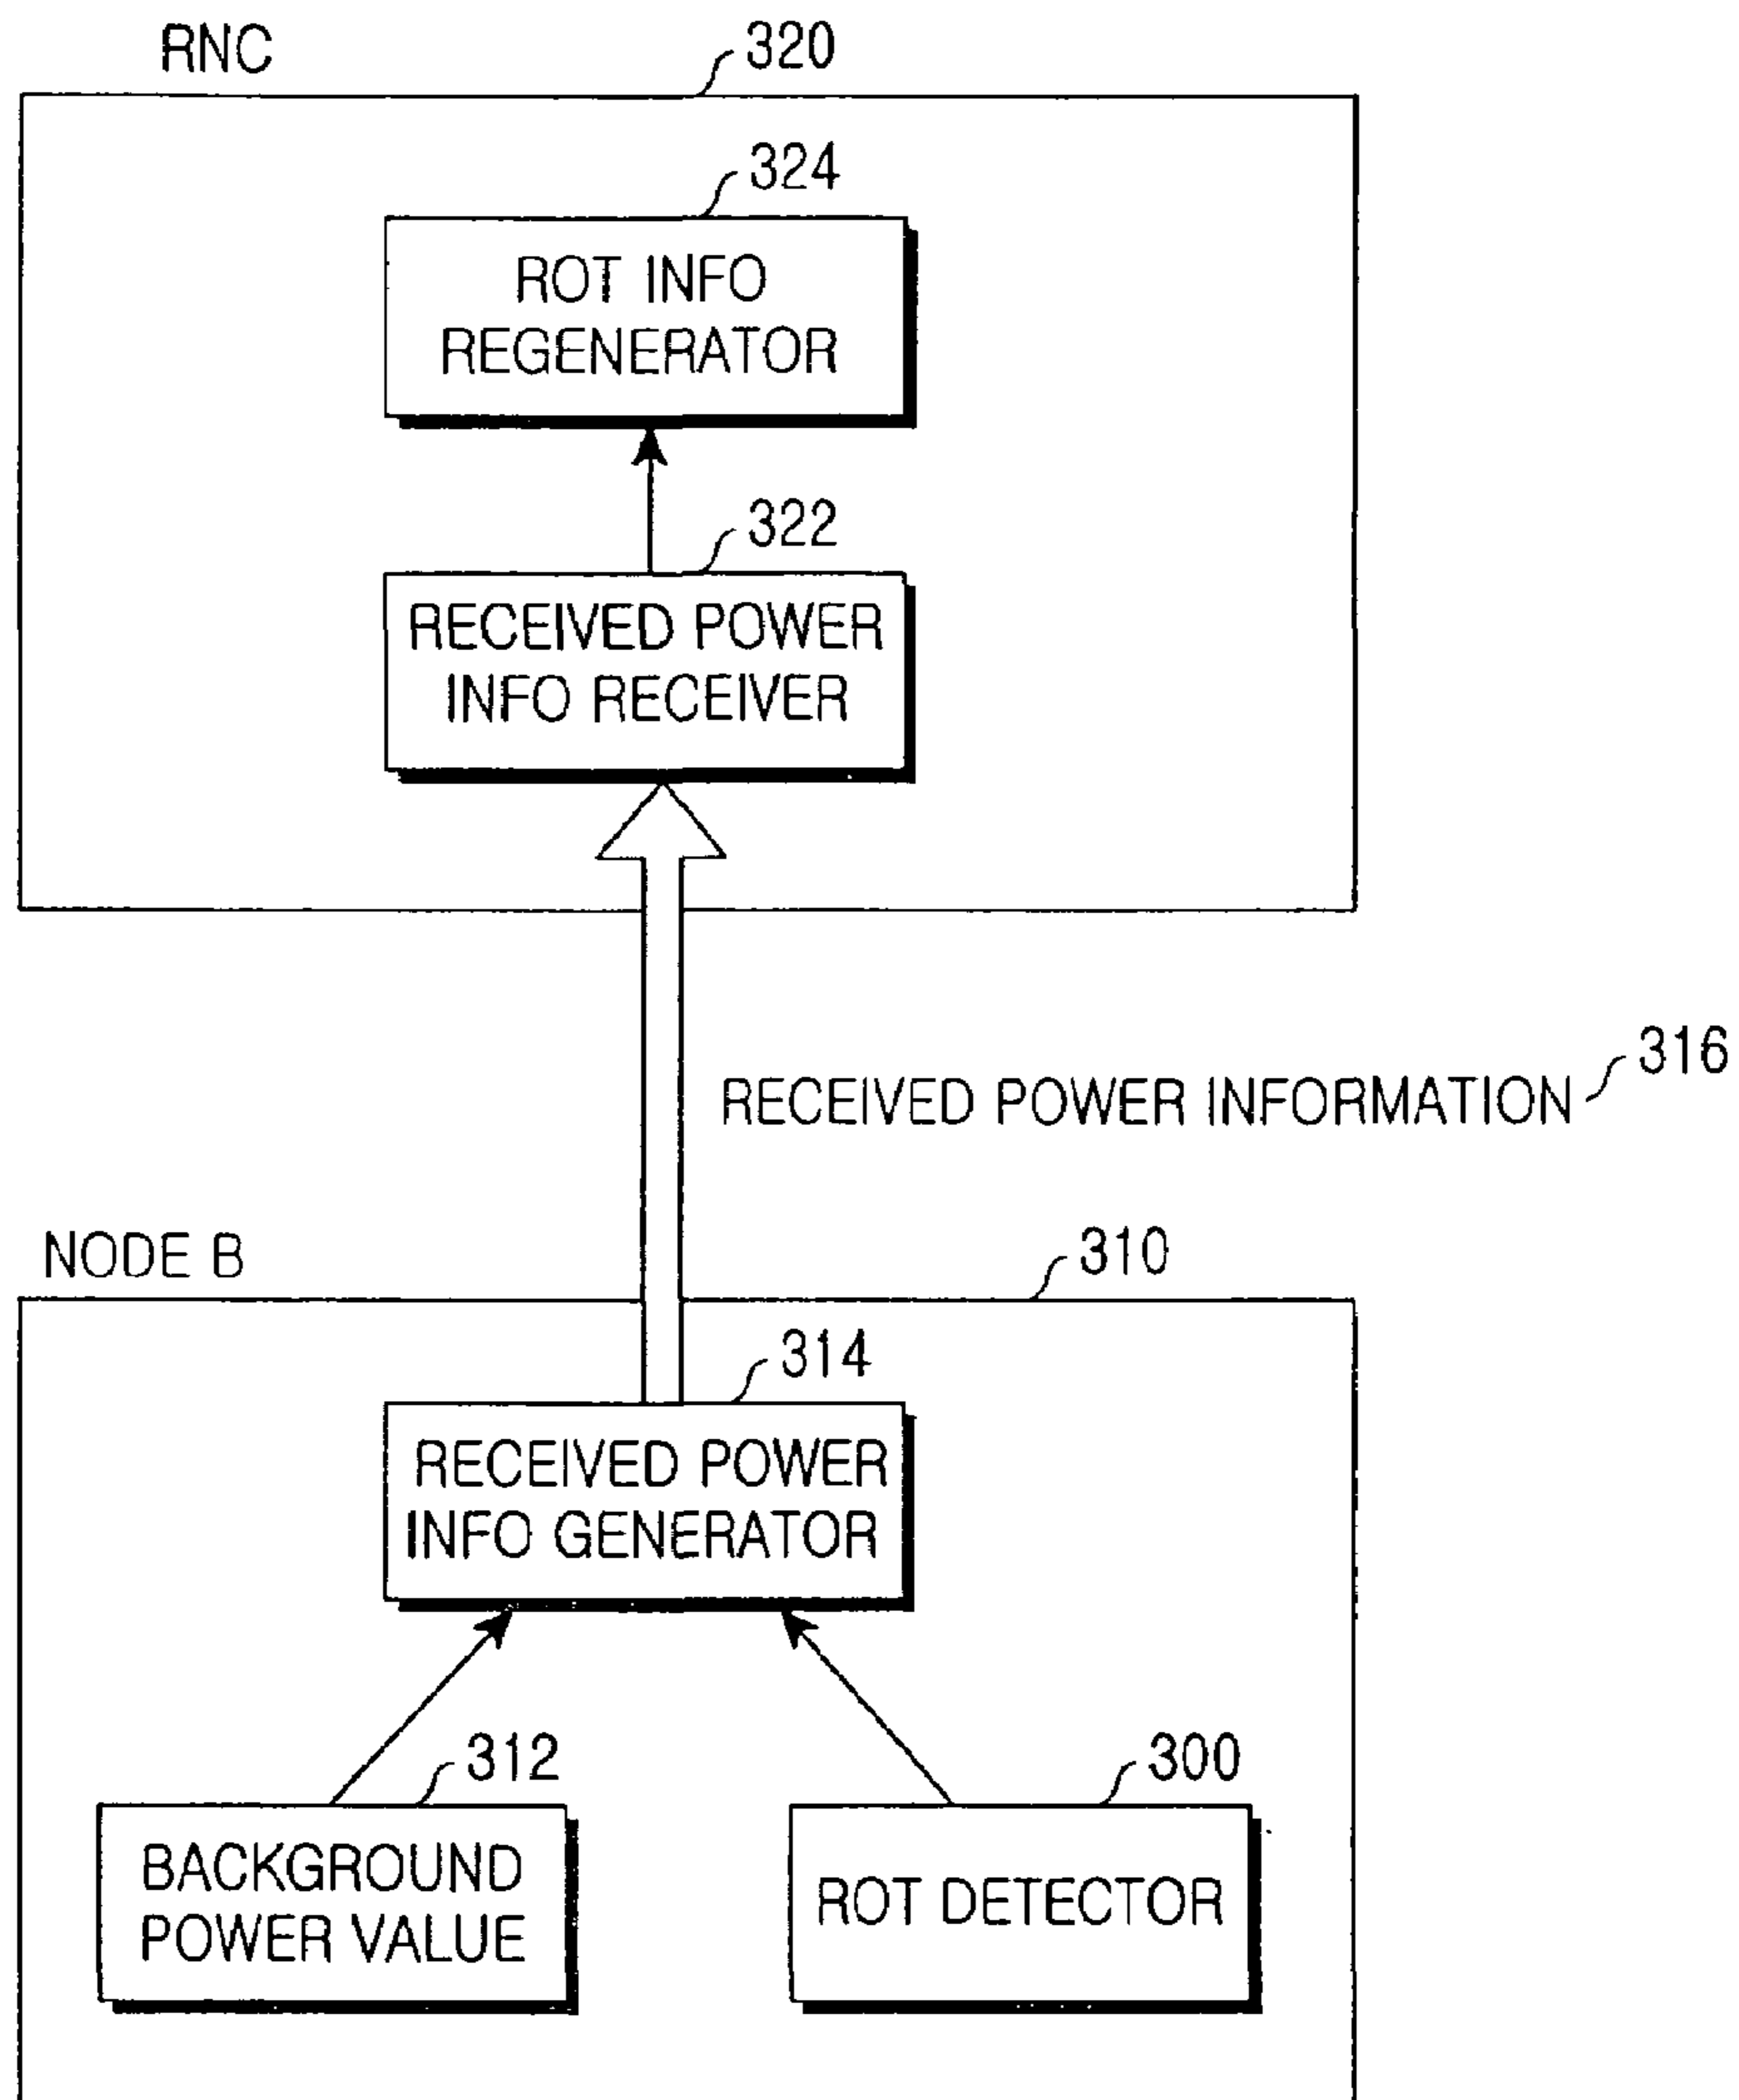 RNC
320
324
ROT INFO
REGENERATOR
322
RECEIVED POWER
INFO RECEIVER
316
RECEIVED POWER INFORMATION
NODE B
310
314
RECEIVED POWER
INFO GENERATOR
312
300
BACKGROUND
POWER VALUE
ROT DETECTOR